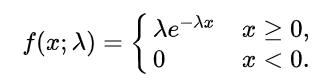 f(x; λ) = { λe^{−λx} x ≥ 0,
0 x < 0.